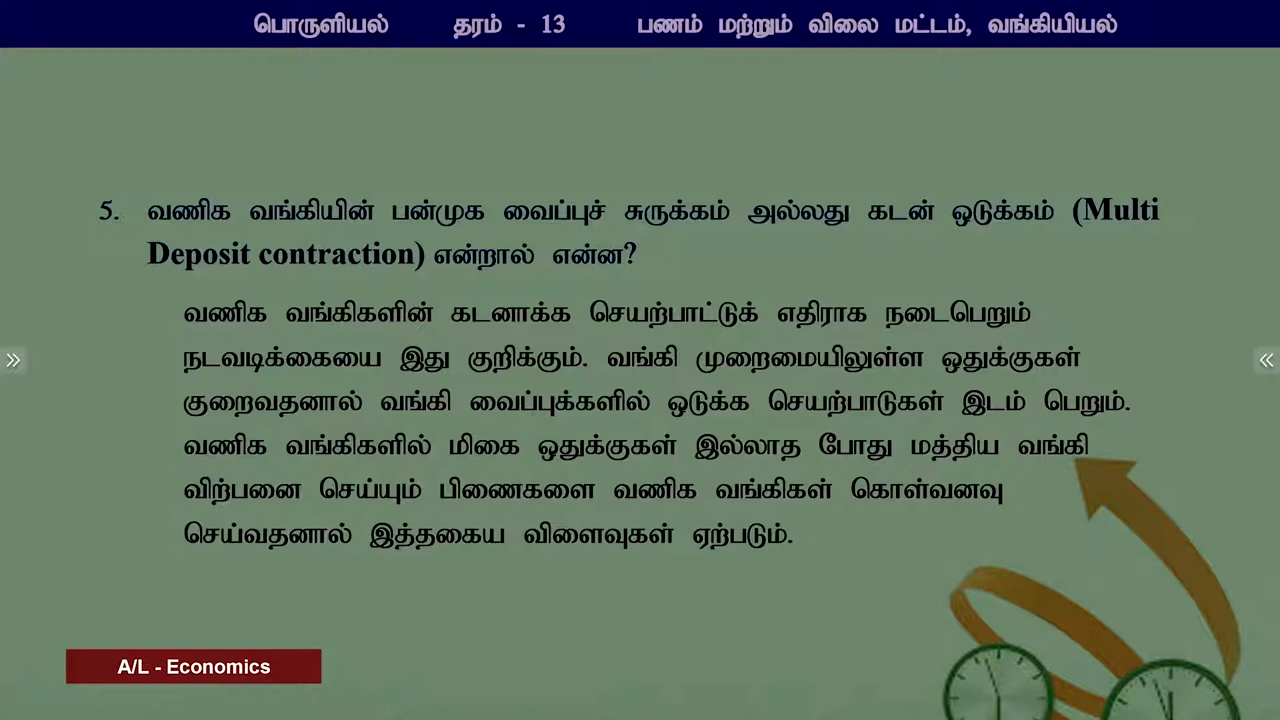 பொருளியல் தரம் - 13 பணம் மற்றும் விலை மட்டம், வங்கியியல்
5. வணிக வங்கியின் பன்முக வைப்புச் சுருக்கம் அல்லது கடன் ஒடுக்கம் (Multi
Deposit contraction) என்றால் என்ன?
வணிக வங்கிகளின் கடனாக்க செயற்பாட்டுக் எதிராக நடைபெறும்
நடவடிக்கையை இது குறிக்கும். வங்கி முறைமையிலுள்ள ஒதுக்குகள்
குறைவதனால் வங்கி வைப்புக்களில் ஒடுக்க செயற்பாடுகள் இடம் பெறும்.
வணிக வங்கிகளில் மிகை ஒதுக்குகள் இல்லாத போது மத்திய வங்கி
விற்பனை செய்யும் பிணைகளை வணிக வங்கிகள் கொள்வனவு
செய்வதனால் இத்தகைய விளைவுகள் ஏற்படும்.
A/L - Economics